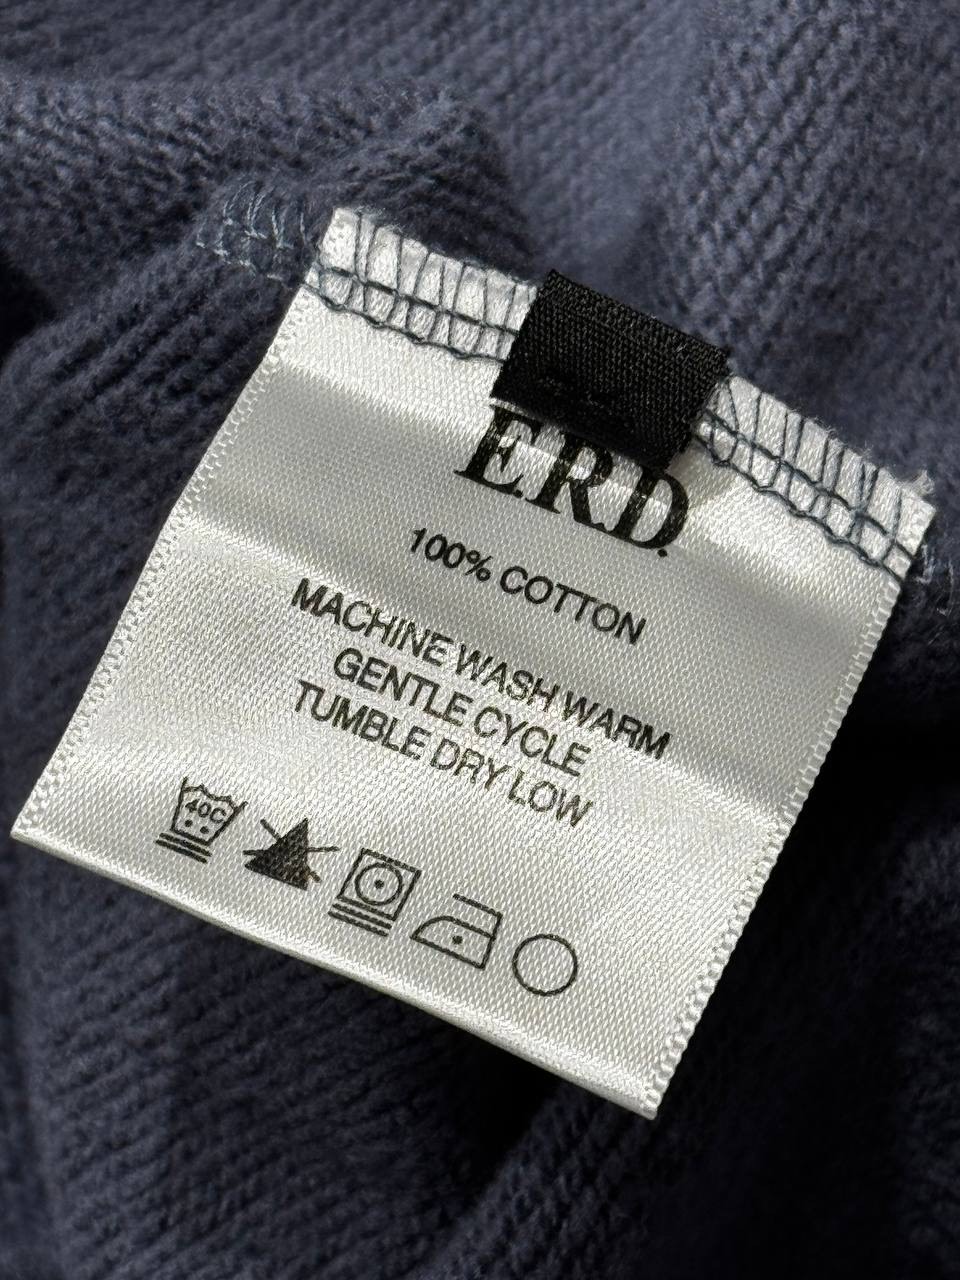 E.R.D.
100% COTTON
MACHINE WASH WARM
GENTLE CYCLE
TUMBLE DRY LOW
40C